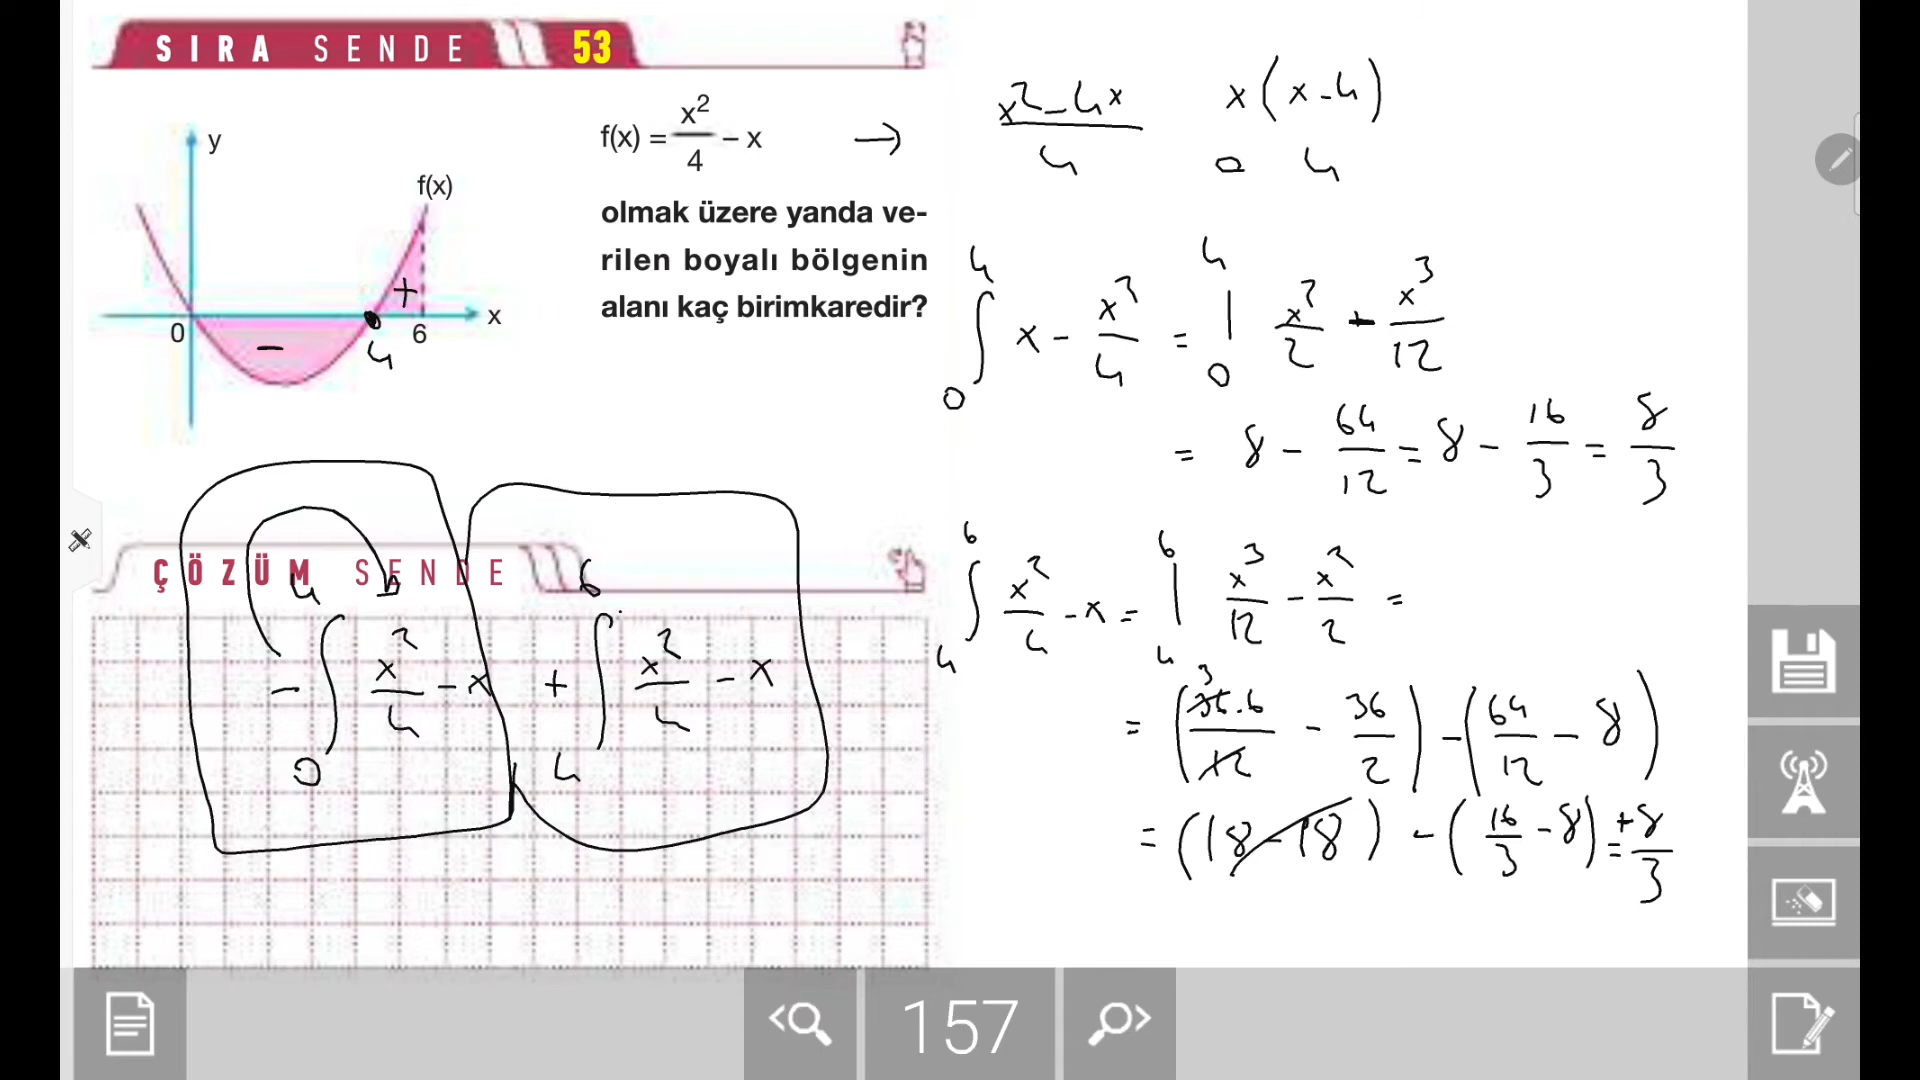 SIRA SENDE 53
y
f(x)
+
x
0
−
4
6
f(x) = x²/4 − x →
olmak üzere yanda ve-
rilen boyalı bölgenin
alanı kaç birimkaredir?
x²−4x / 4
x(x−4)
0 4
∫₀⁴ x − x²/4 = |₀⁴ x²/2 − x³/12
= 8 − 64/12 = 8 − 16/3 = 8/3
∫₄⁶ x²/4 − x = |₄⁶ x³/12 − x²/2 =
= (36.6/12 − 36/2) − (64/12 − 8)
3
= (18 − 18) − (16/3 − 8) = +8/3
ÇÖZÜM SENDE
− ∫₀⁴ x²/4 − x + ∫₄⁶ x²/4 − x
157